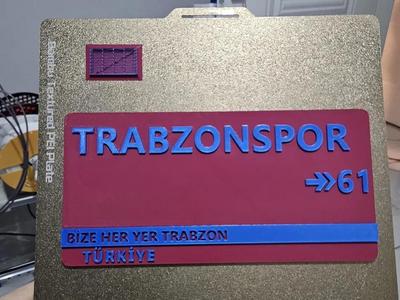 Bambu Textured PEI Plate
TRABZONSPOR
61
BİZE HER YER TRABZON
TÜRKİYE